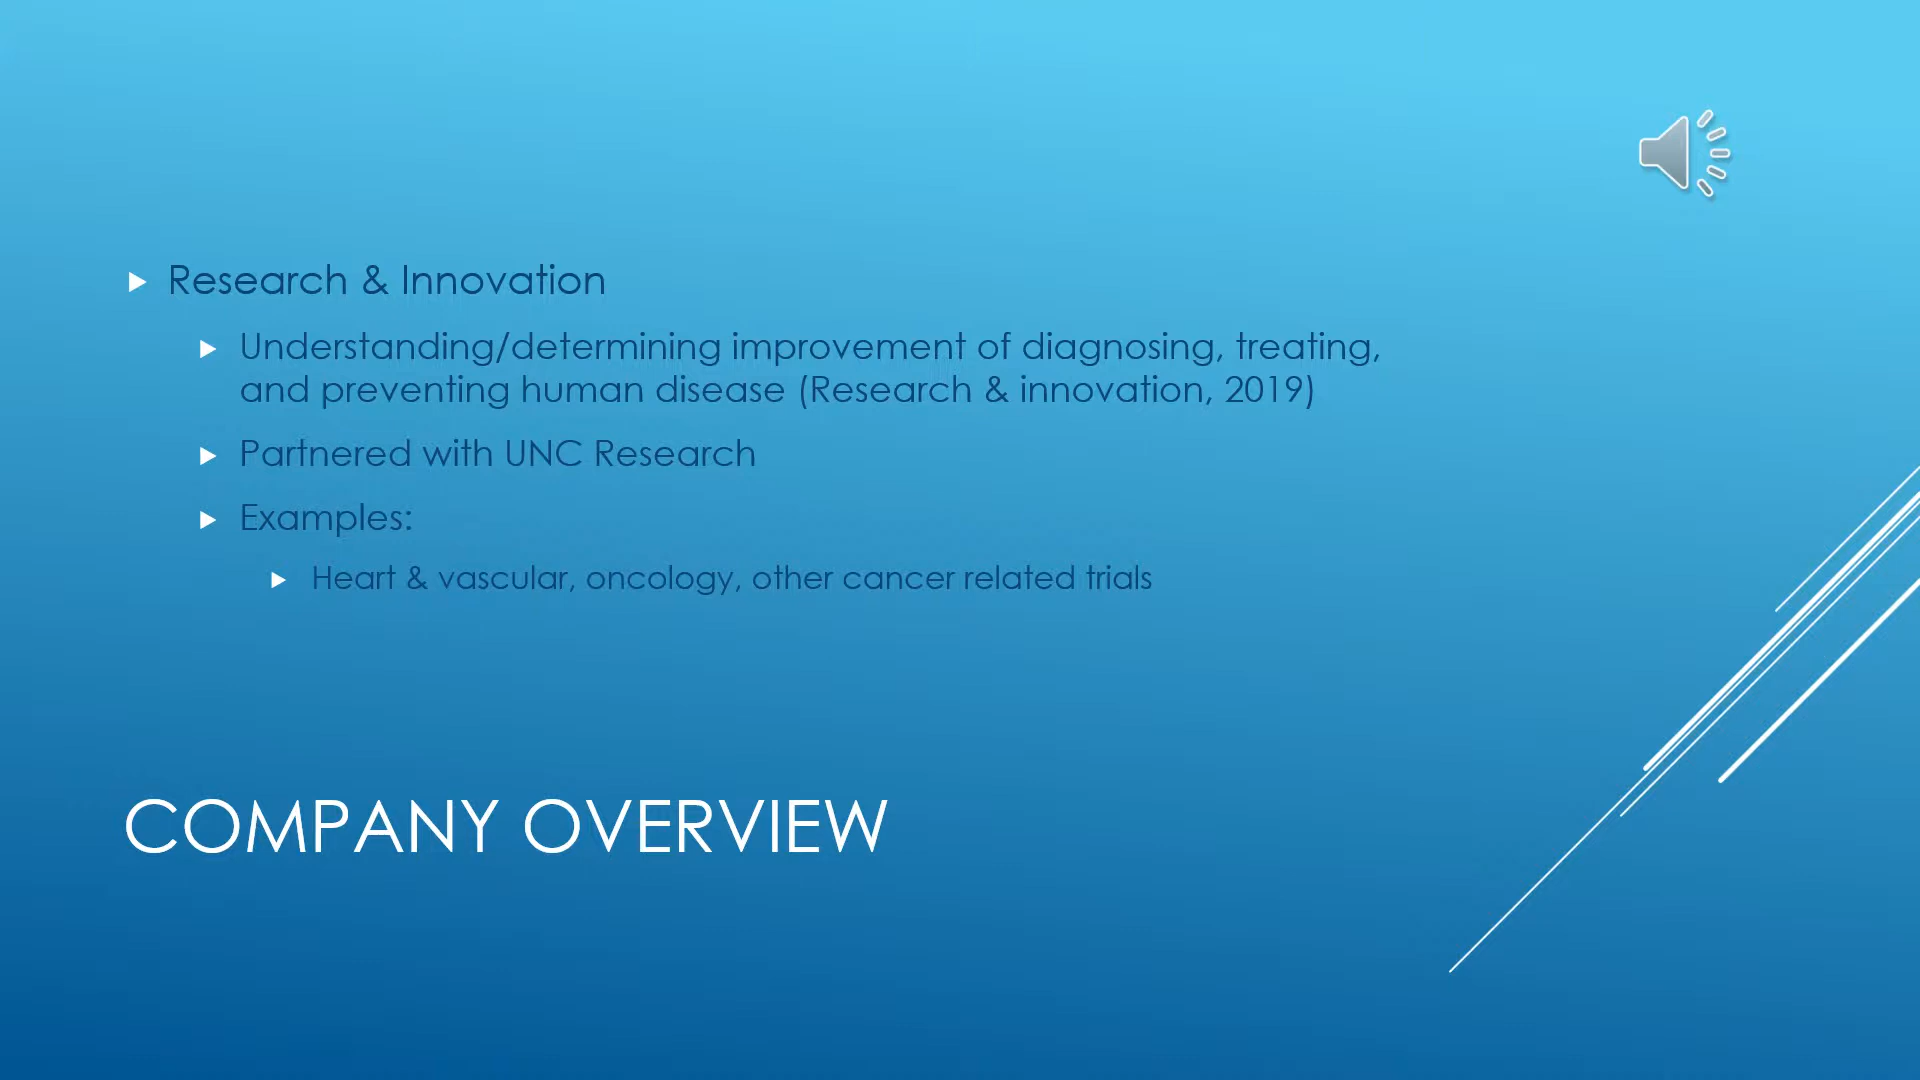 Research & Innovation
Understanding/determining improvement of diagnosing, treating,
and preventing human disease (Research & innovation, 2019)
Partnered with UNC Research
Examples:
Heart & vascular, oncology, other cancer related trials
COMPANY OVERVIEW